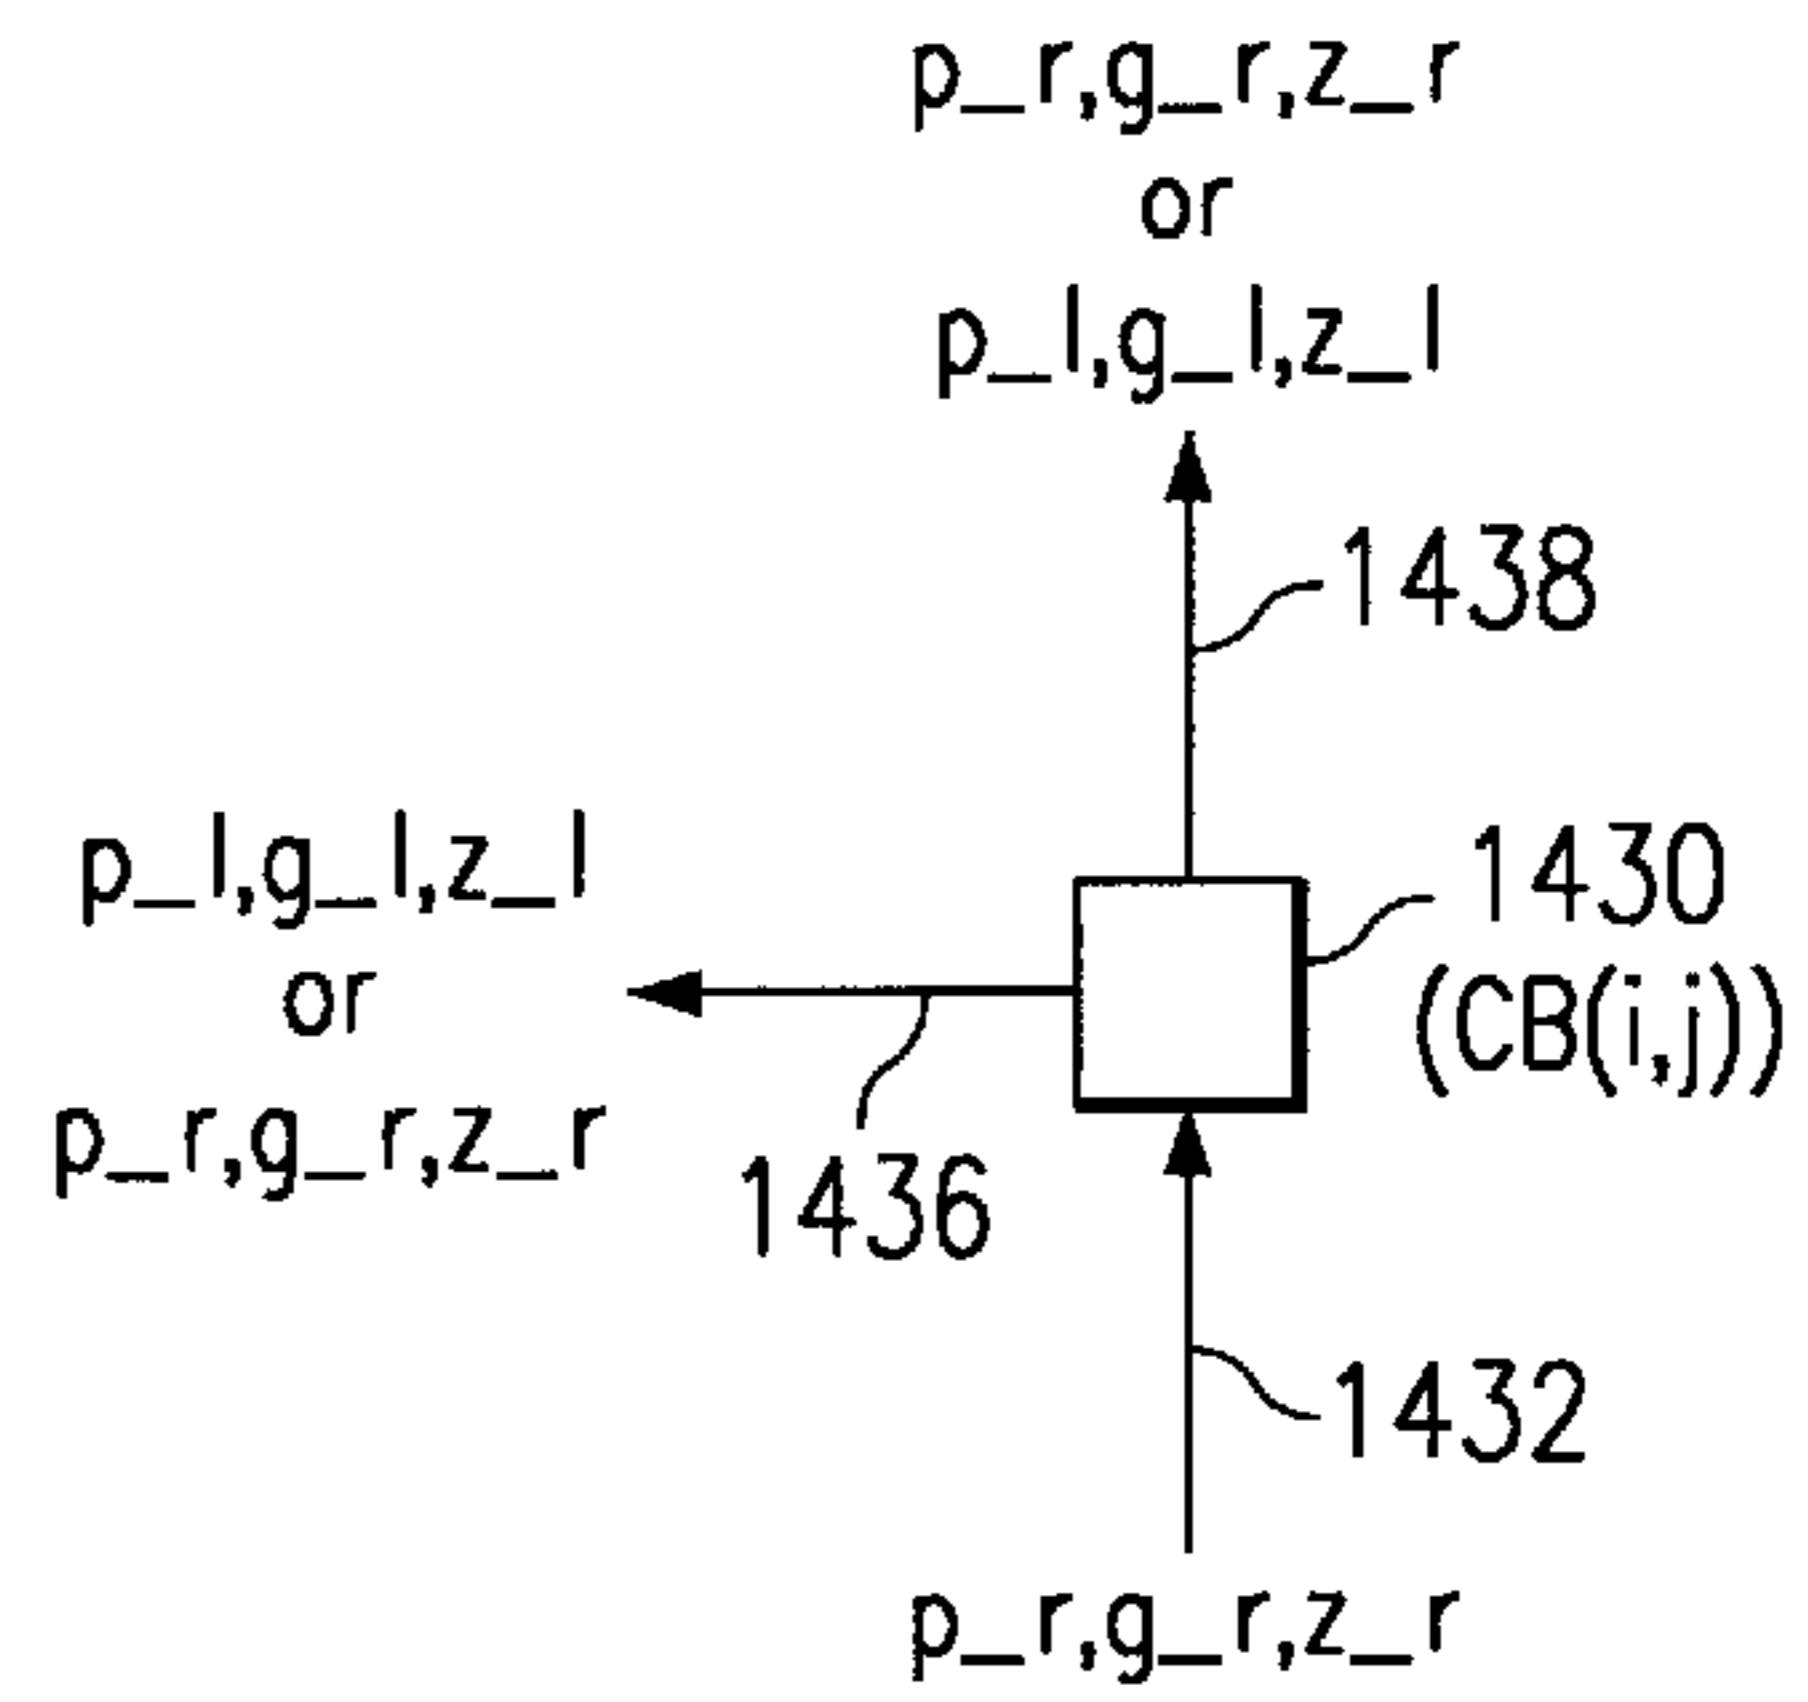 p_r,g_r,z_r
or
p_l,g_l,z_l
1438
1430
(CB(i,j))
p_l,g_l,z_l
or
p_r,g_r,z_r
1436
1432
p_r,g_r,z_r